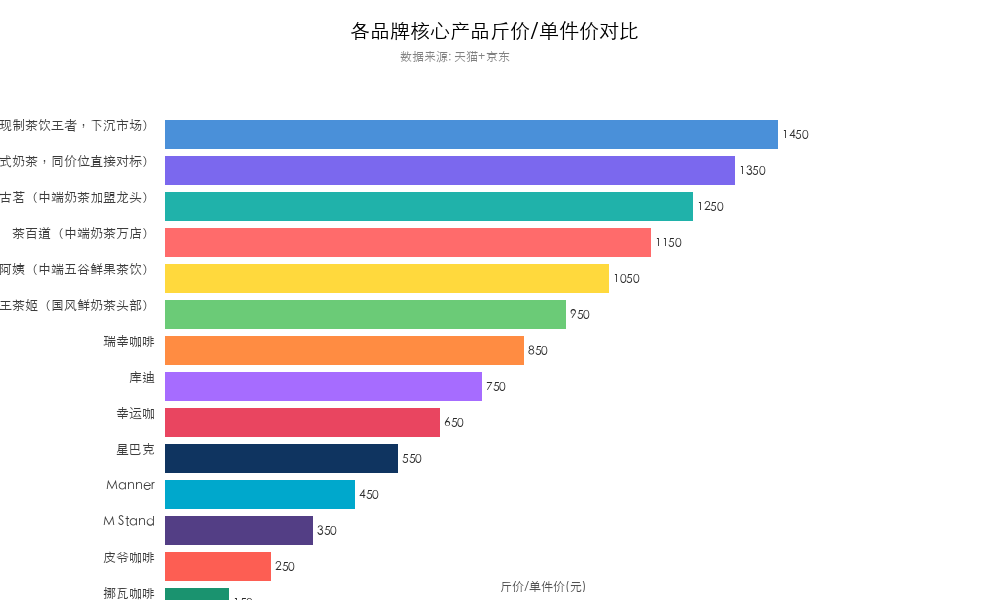 各品牌核心产品斤价/单件价对比
数据来源: 天猫+京东
现制茶饮王者，下沉市场） 1450
式奶茶，同价位直接对标） 1350
古茗（中端奶茶加盟龙头） 1250
茶百道（中端奶茶万店） 1150
阿姨（中端五谷鲜果茶饮） 1050
王茶姬（国风鲜奶茶头部） 950
瑞幸咖啡 850
库迪 750
幸运咖 650
星巴克 550
Manner 450
M Stand 350
皮爷咖啡 250
斤价/单件价(元)
挪瓦咖啡